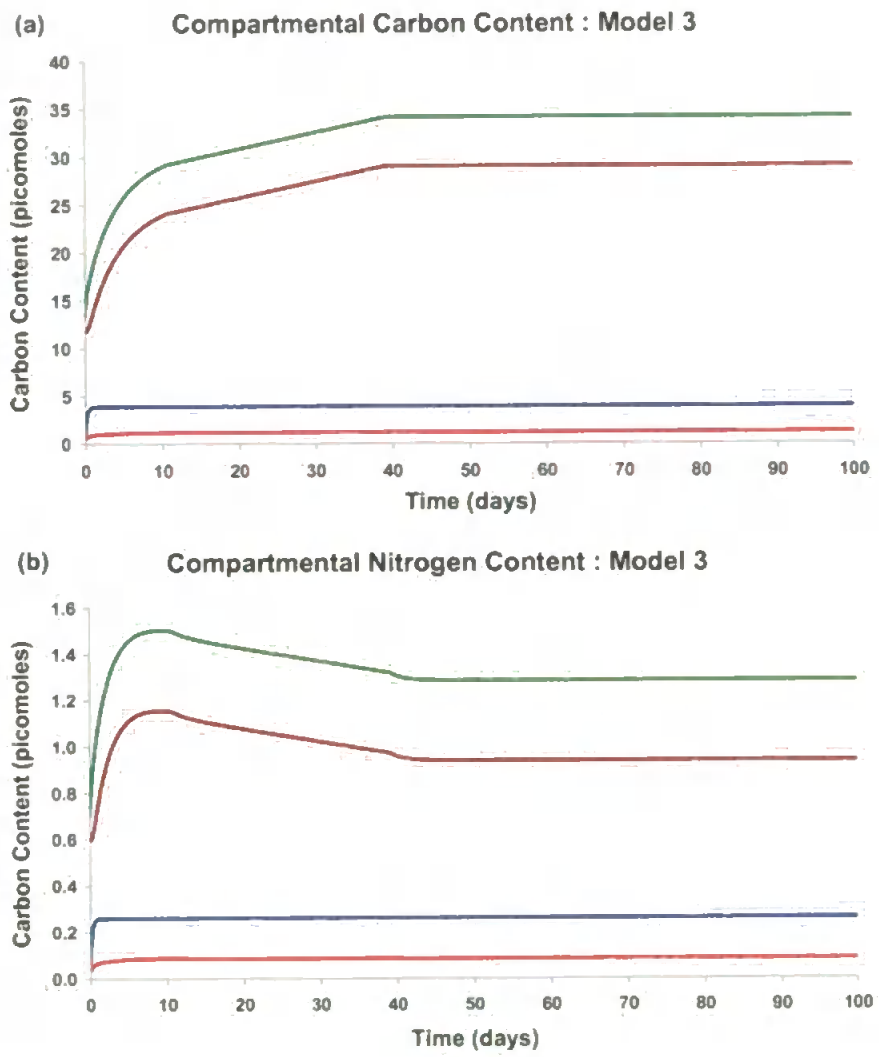 (a) Compartmental Carbon Content : Model 3
Carbon Content (picomoles)
40
35
30
25
20
15
10
5
0
0 10 20 30 40 50 60 70 80 90 100
Time (days)
(b) Compartmental Nitrogen Content : Model 3
Carbon Content (picomoles)
1.6
1.4
1.2
1.0
0.8
0.6
0.4
0.2
0.0
0 10 20 30 40 50 60 70 80 90 100
Time (days)